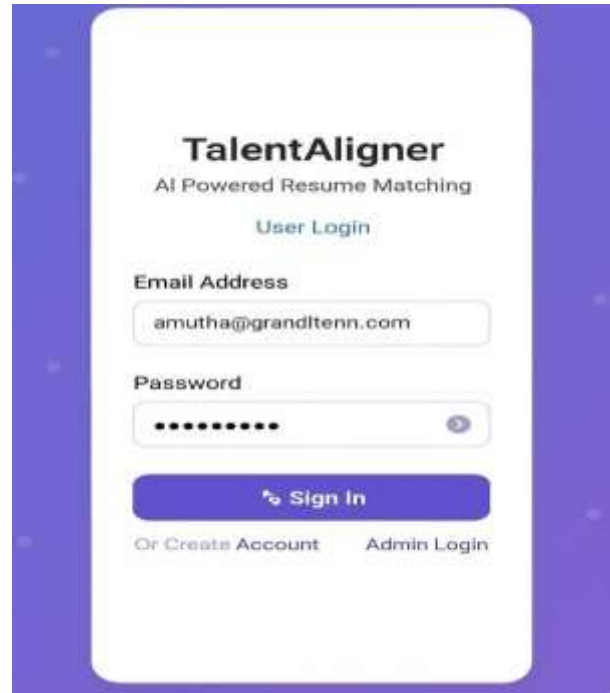 TalentAligner
AI Powered Resume Matching
User Login
Email Address
amutha@grandltenn.com
Password
•••••••••
Sign In
Or Create Account Admin Login